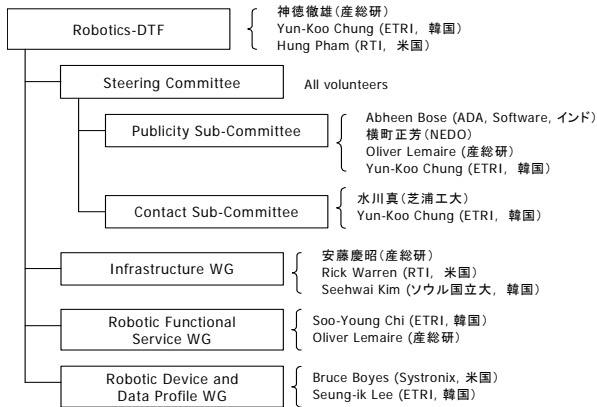 Robotics-DTF
神徳徹雄(産総研)
Yun-Koo Chung (ETRI, 韓国)
Hung Pham (RTI, 米国)
Steering Committee
All volunteers
Publicity Sub-Committee
Abheen Bose (ADA, Software, インド)
横町正芳(NEDO)
Oliver Lemaire (産総研)
Yun-Koo Chung (ETRI, 韓国)
Contact Sub-Committee
水川真(芝浦工大)
Yun-Koo Chung (ETRI, 韓国)
Infrastructure WG
安藤慶昭(産総研)
Rick Warren (RTI, 米国)
Seehwai Kim (ソウル国立大, 韓国)
Robotic Functional
Service WG
Soo-Young Chi (ETRI, 韓国)
Oliver Lemaire (産総研)
Robotic Device and
Data Profile WG
Bruce Boyes (Systronix, 米国)
Seung-ik Lee (ETRI, 韓国)